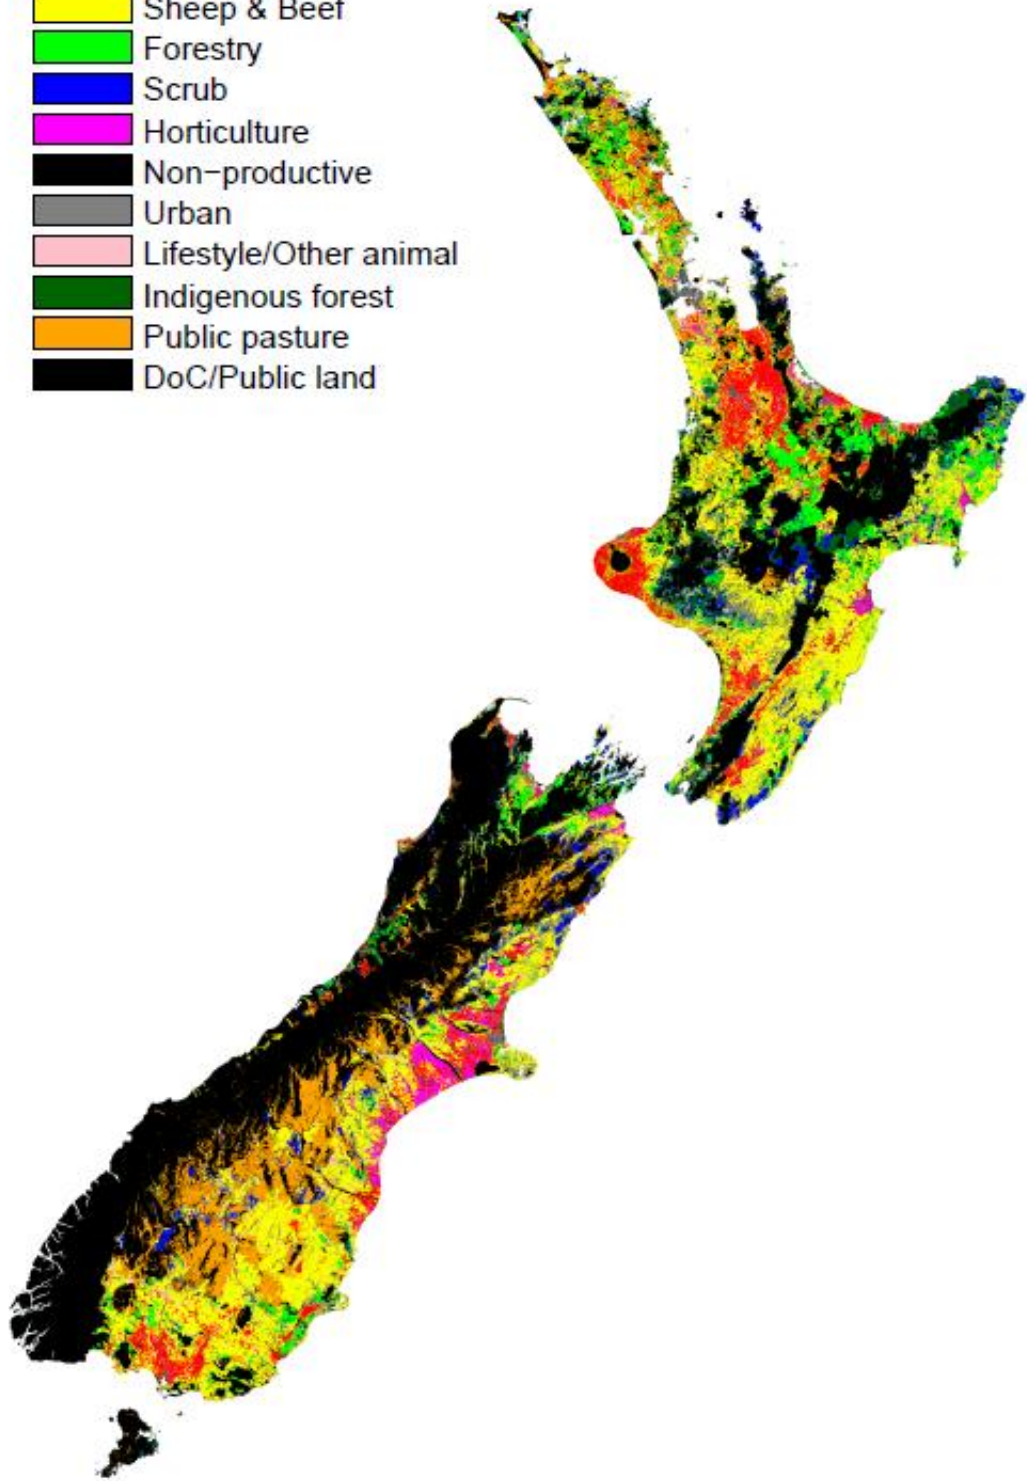 Sheep & Beef
Forestry
Scrub
Horticulture
Non−productive
Urban
Lifestyle/Other animal
Indigenous forest
Public pasture
DoC/Public land